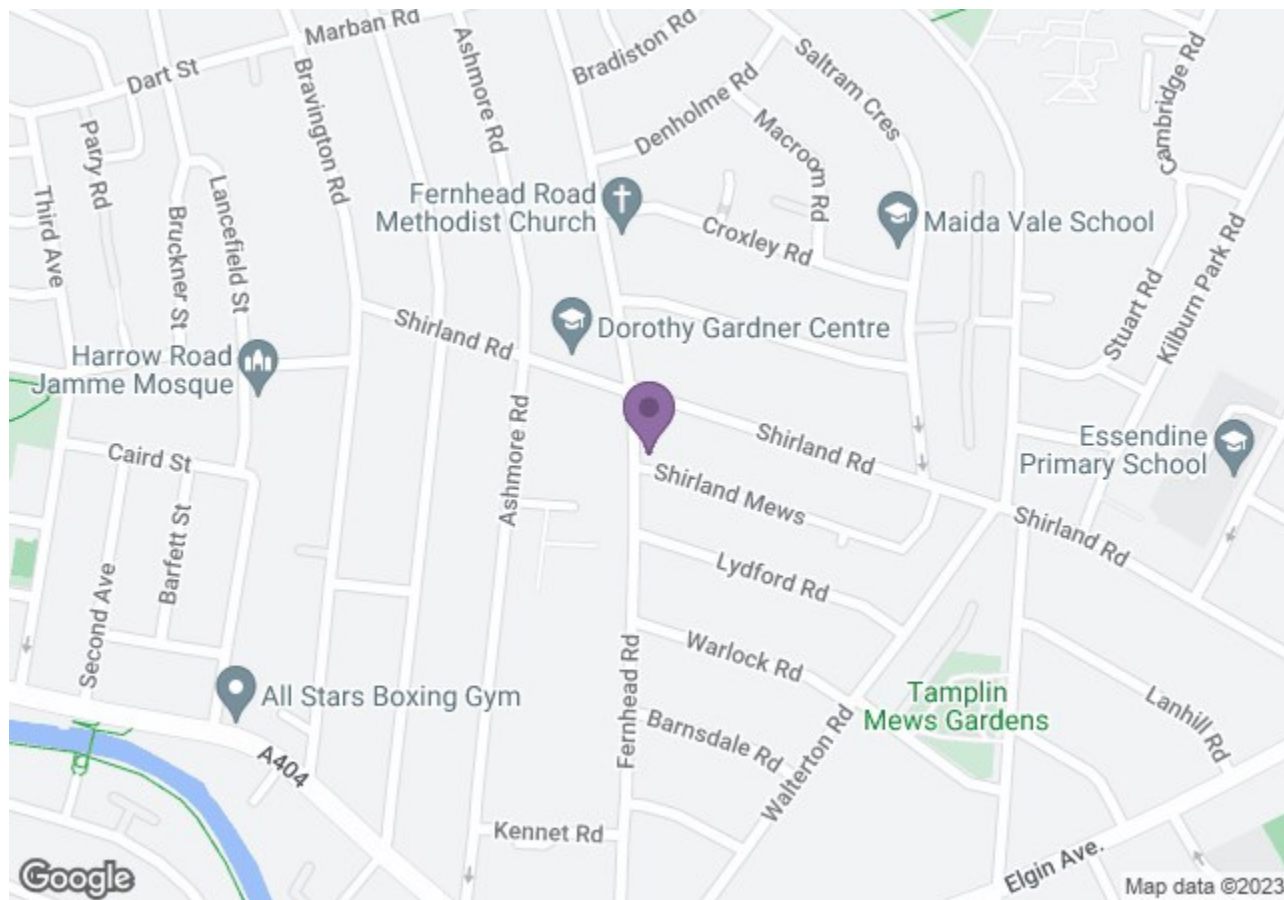 Marban Rd
Dart St
Bravington Rd
Ashmore Rd
Bradiston Rd
Denholme Rd
Saltram Cres
Macroom Rd
Cambridge Rd
Parry Rd
Third Ave
Bruckner St
Lancefield St
Fernhead Road
Methodist Church
Croxley Rd
Maida Vale School
Stuart Rd
Kilburn Park Rd
Shirland Rd
Dorothy Gardner Centre
Harrow Road
Jamme Mosque
Caird St
Ashmore Rd
Shirland Rd
Essendine
Primary School
Shirland Mews
Shirland Rd
Barfett St
Second Ave
Lydford Rd
Warlock Rd
Fernhead Rd
Tamplin
Mews Gardens
Lanhill Rd
All Stars Boxing Gym
Barnsdale Rd
Walterton Rd
A404
Kennet Rd
Elgin Ave.
Google
Map data ©2023